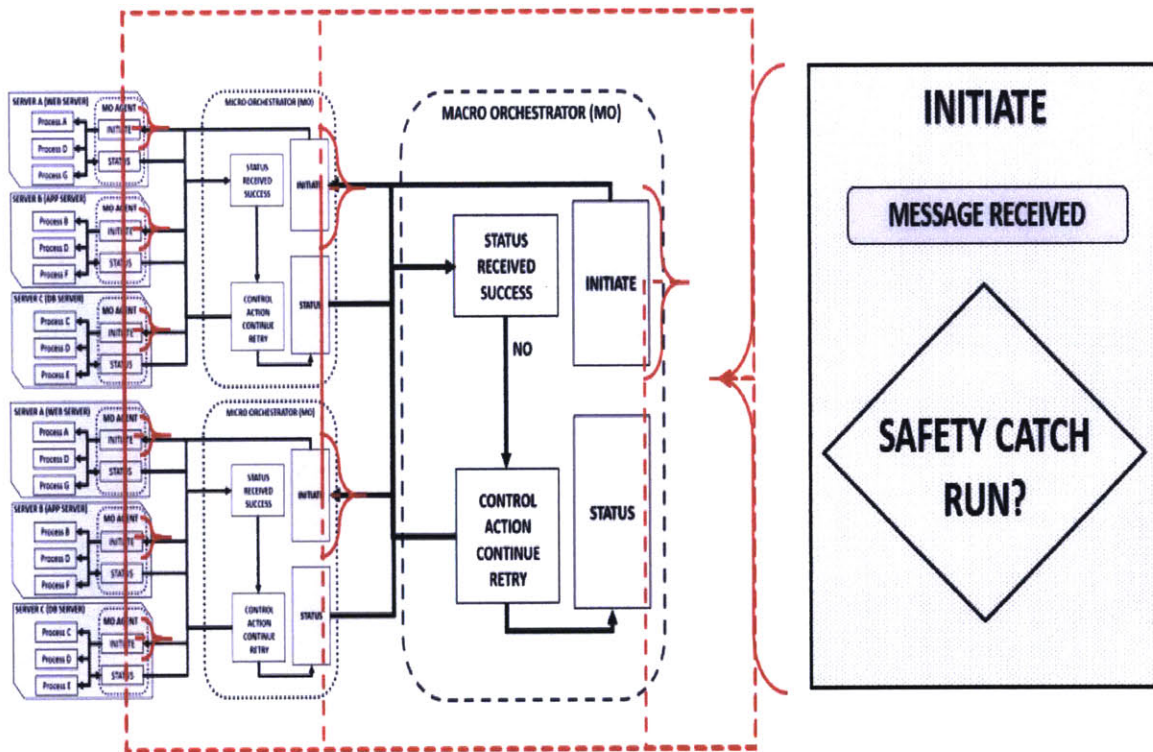 SERVER A (WEB SERVER)
MO AGENT
Process A
INITIATE
Process D
STATUS
Process G
SERVER B (APP SERVER)
MO AGENT
Process B
INITIATE
Process D
STATUS
Process F
SERVER C (DB SERVER)
MO AGENT
Process C
INITIATE
Process D
STATUS
Process E
MICRO ORCHESTRATOR (MO)
STATUS
RECEIVED
SUCCESS
INITIATE
CONTROL
ACTION
CONTINUE
RETRY
STATUS
SERVER A (WEB SERVER)
MO AGENT
Process A
INITIATE
Process D
STATUS
Process G
SERVER B (APP SERVER)
MO AGENT
Process B
INITIATE
Process D
STATUS
Process F
SERVER C (DB SERVER)
MO AGENT
Process C
INITIATE
Process D
STATUS
Process E
MICRO ORCHESTRATOR (MO)
STATUS
RECEIVED
SUCCESS
INITIATE
CONTROL
ACTION
CONTINUE
RETRY
STATUS
MACRO ORCHESTRATOR (MO)
STATUS
RECEIVED
SUCCESS
INITIATE
NO
CONTROL
ACTION
CONTINUE
RETRY
STATUS
INITIATE
MESSAGE RECEIVED
SAFETY CATCH
RUN?